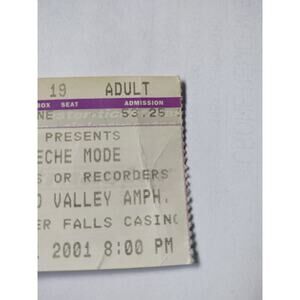 19 ADULT
BOX SEAT ADMISSION
NE 53.25
PRESENTS
ECHE MODE
S OR RECORDERS
D VALLEY AMPH.
ER FALLS CASINO
2001 8:00 PM